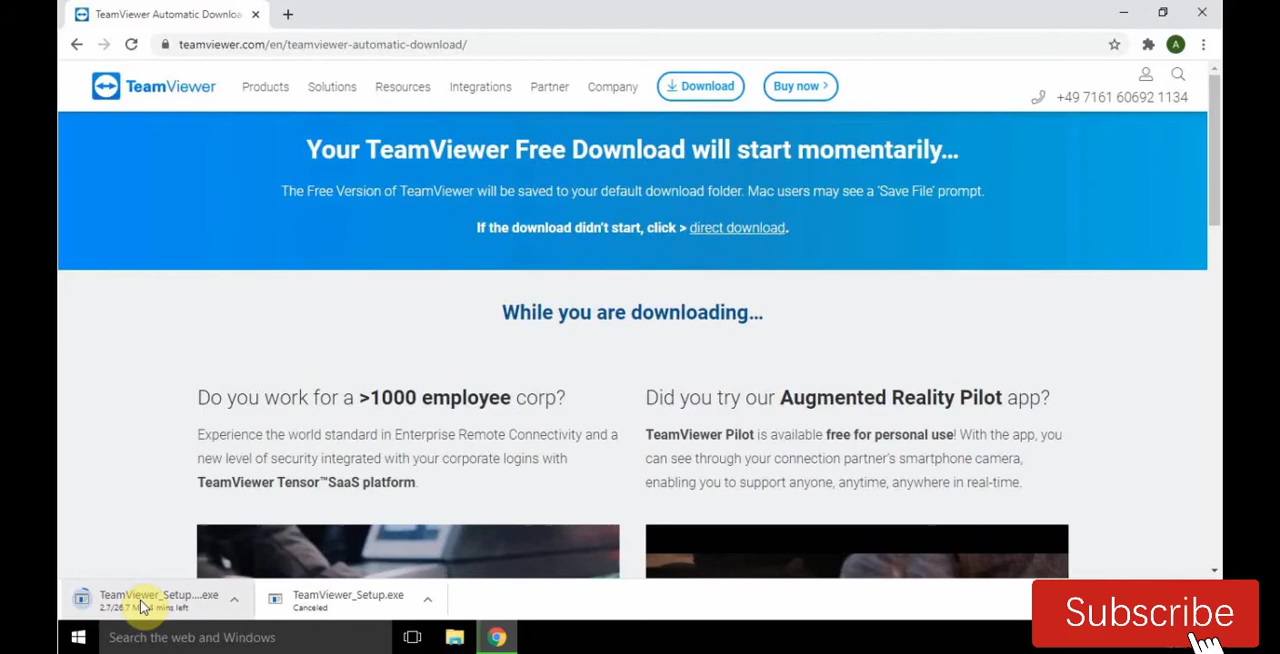 TeamViewer Automatic Downloa
teamviewer.com/en/teamviewer-automatic-download/
TeamViewer Products Solutions Resources Integrations Partner Company Download Buy now >
+49 7161 60692 1134
Your TeamViewer Free Download will start momentarily...
The Free Version of TeamViewer will be saved to your default download folder. Mac users may see a 'Save File' prompt.
If the download didn't start, click > direct download.
While you are downloading...
Do you work for a >1000 employee corp?
Experience the world standard in Enterprise Remote Connectivity and a
new level of security integrated with your corporate logins with
TeamViewer Tensor™SaaS platform.
Did you try our Augmented Reality Pilot app?
TeamViewer Pilot is available free for personal use! With the app, you
can see through your connection partner's smartphone camera,
enabling you to support anyone, anytime, anywhere in real-time.
TeamViewer_Setup....exe
2.7/26.7 mins left
TeamViewer_Setup.exe
Canceled
Search the web and Windows
Subscribe
A